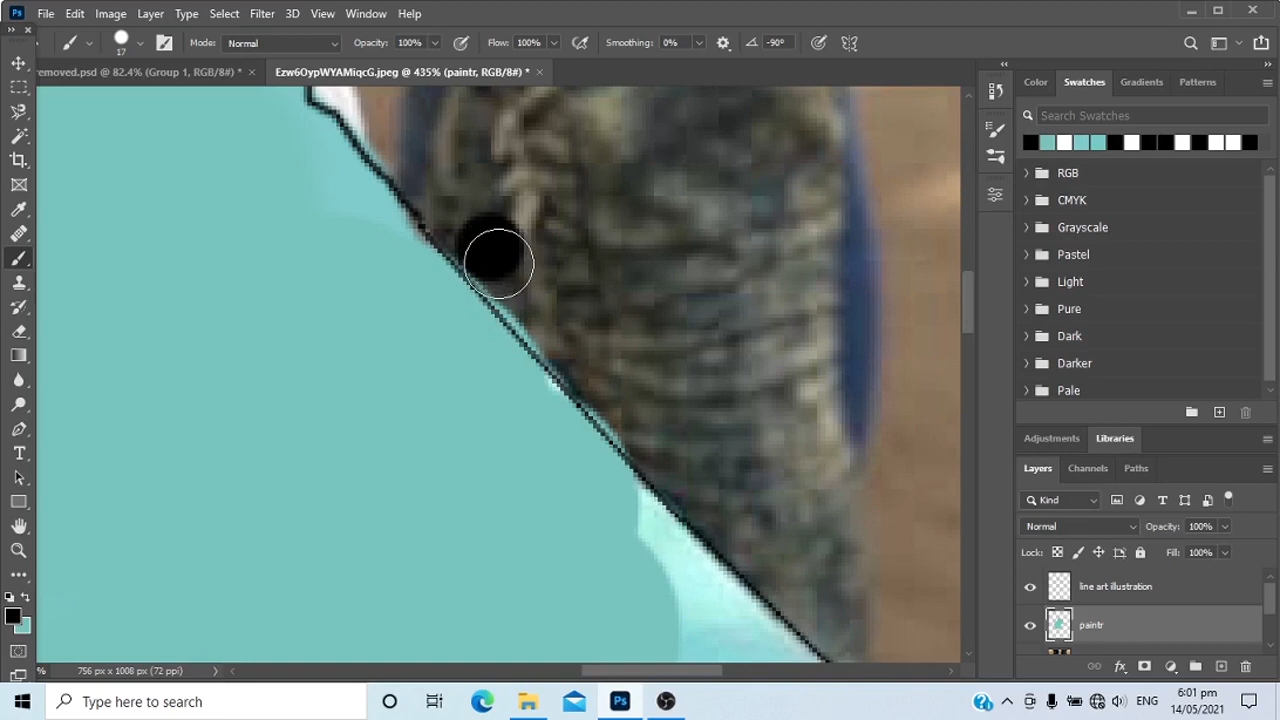 Ps File Edit Image Layer Type Select Filter 3D View Window Help
17 Mode: Normal Opacity: 100% Flow: 100% Smoothing: 0% -90°
removed.psd @ 82.4% (Group 1, RGB/8#) * × Ezw6OypWYAMiqcG.jpeg @ 435% (paintr, RGB/8#) * ×
Color Swatches Gradients Patterns
Search Swatches
RGB
CMYK
Grayscale
Pastel
Light
Pure
Dark
Darker
Pale
Adjustments Libraries
Layers Channels Paths
Kind
Normal Opacity: 100%
Lock: Fill: 100%
line art illustration
paintr
% 756 px x 1008 px (72 ppi)
Type here to search
Ps
ENG
6:01 pm
14/05/2021